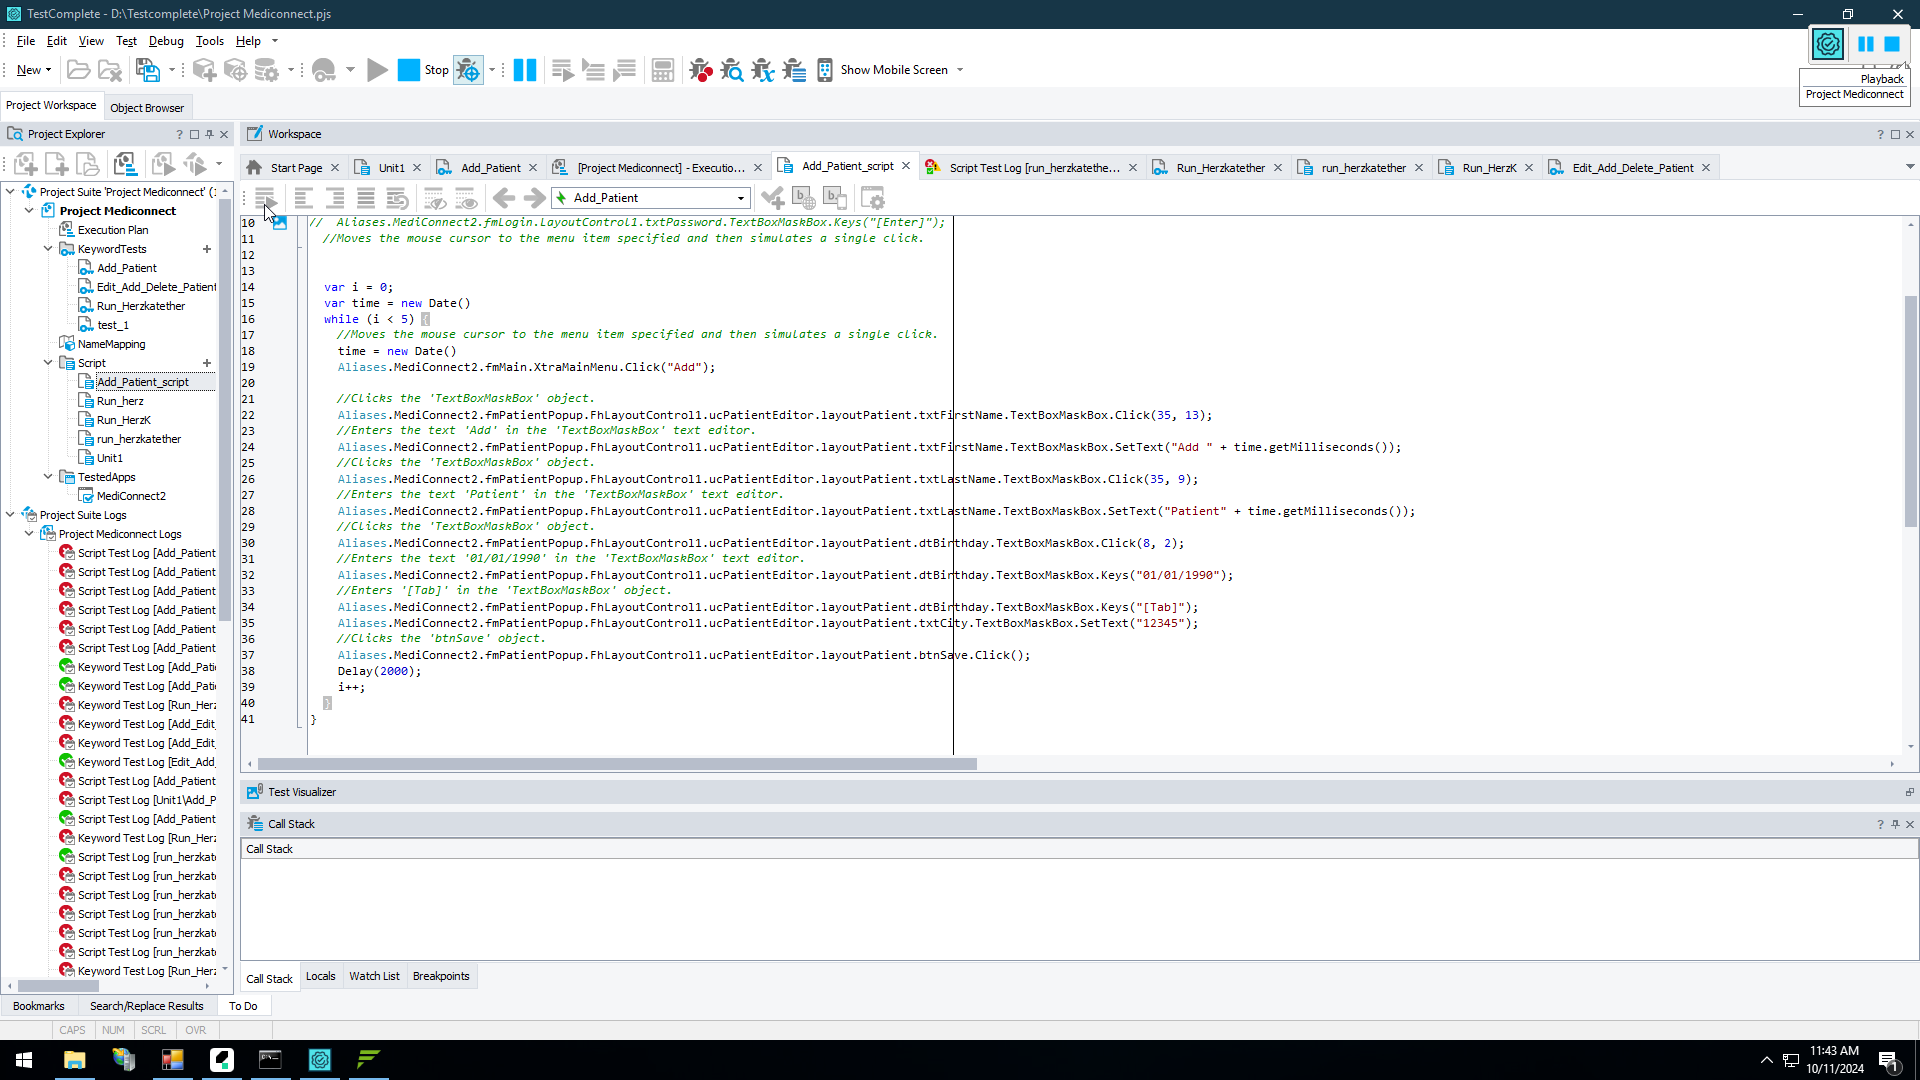 TestComplete - D:\Testcomplete\Project Mediconnect.pjs
File Edit View Test Debug Tools Help
New Stop Show Mobile Screen
Playback
Project Mediconnect
Project Workspace Object Browser
Project Explorer
Workspace
Start Page Unit1 Add_Patient [Project Mediconnect] - Executio... Add_Patient_script Script Test Log [run_herzkatethe... Run_Herzkatether run_herzkatether Run_HerzK Edit_Add_Delete_Patient
Add_Patient
Project Suite 'Project Mediconnect' (:
Project Mediconnect
Execution Plan
KeywordTests
Add_Patient
Edit_Add_Delete_Patient
Run_Herzkatether
test_1
NameMapping
Script
Add_Patient_script
Run_herz
Run_HerzK
run_herzkatether
Unit1
TestedApps
MediConnect2
Project Suite Logs
Project Mediconnect Logs
Script Test Log [Add_Patient
Script Test Log [Add_Patient
Script Test Log [Add_Patient
Script Test Log [Add_Patient
Script Test Log [Add_Patient
Script Test Log [Add_Patient
Keyword Test Log [Add_Pati
Keyword Test Log [Add_Pati
Keyword Test Log [Run_Herz
Keyword Test Log [Add_Edit
Keyword Test Log [Add_Edit
Keyword Test Log [Edit_Add
Script Test Log [Add_Patient
Script Test Log [Unit1\Add_P
Script Test Log [Add_Patient
Keyword Test Log [Run_Herz
Script Test Log [run_herzkat
Script Test Log [run_herzkat
Script Test Log [run_herzkat
Script Test Log [run_herzkat
Script Test Log [run_herzkat
Script Test Log [run_herzkat
Keyword Test Log [Run_Herz
10 // Aliases.MediConnect2.fmLogin.LayoutControl1.txtPassword.TextBoxMaskBox.Keys("[Enter]");
11 //Moves the mouse cursor to the menu item specified and then simulates a single click.
12
13
14 var i = 0;
15 var time = new Date()
16 while (i < 5) {
17 //Moves the mouse cursor to the menu item specified and then simulates a single click.
18 time = new Date()
19 Aliases.MediConnect2.fmMain.XtraMainMenu.Click("Add");
20
21 //Clicks the 'TextBoxMaskBox' object.
22 Aliases.MediConnect2.fmPatientPopup.FhLayoutControl1.ucPatientEditor.layoutPatient.txtFirstName.TextBoxMaskBox.Click(35, 13);
23 //Enters the text 'Add' in the 'TextBoxMaskBox' text editor.
24 Aliases.MediConnect2.fmPatientPopup.FhLayoutControl1.ucPatientEditor.layoutPatient.txtFirstName.TextBoxMaskBox.SetText("Add " + time.getMilliseconds());
25 //Clicks the 'TextBoxMaskBox' object.
26 Aliases.MediConnect2.fmPatientPopup.FhLayoutControl1.ucPatientEditor.layoutPatient.txtLastName.TextBoxMaskBox.Click(35, 9);
27 //Enters the text 'Patient' in the 'TextBoxMaskBox' text editor.
28 Aliases.MediConnect2.fmPatientPopup.FhLayoutControl1.ucPatientEditor.layoutPatient.txtLastName.TextBoxMaskBox.SetText("Patient" + time.getMilliseconds());
29 //Clicks the 'TextBoxMaskBox' object.
30 Aliases.MediConnect2.fmPatientPopup.FhLayoutControl1.ucPatientEditor.layoutPatient.dtBirthday.TextBoxMaskBox.Click(8, 2);
31 //Enters the text '01/01/1990' in the 'TextBoxMaskBox' text editor.
32 Aliases.MediConnect2.fmPatientPopup.FhLayoutControl1.ucPatientEditor.layoutPatient.dtBirthday.TextBoxMaskBox.Keys("01/01/1990");
33 //Enters '[Tab]' in the 'TextBoxMaskBox' object.
34 Aliases.MediConnect2.fmPatientPopup.FhLayoutControl1.ucPatientEditor.layoutPatient.dtBirthday.TextBoxMaskBox.Keys("[Tab]");
35 Aliases.MediConnect2.fmPatientPopup.FhLayoutControl1.ucPatientEditor.layoutPatient.txtCity.TextBoxMaskBox.SetText("12345");
36 //Clicks the 'btnSave' object.
37 Aliases.MediConnect2.fmPatientPopup.FhLayoutControl1.ucPatientEditor.layoutPatient.btnSave.Click();
38 Delay(2000);
39 i++;
40 }
41 }
Test Visualizer
Call Stack
Call Stack
Call Stack Locals Watch List Breakpoints
Bookmarks Search/Replace Results To Do
CAPS NUM SCRL OVR
11:43 AM
10/11/2024
1